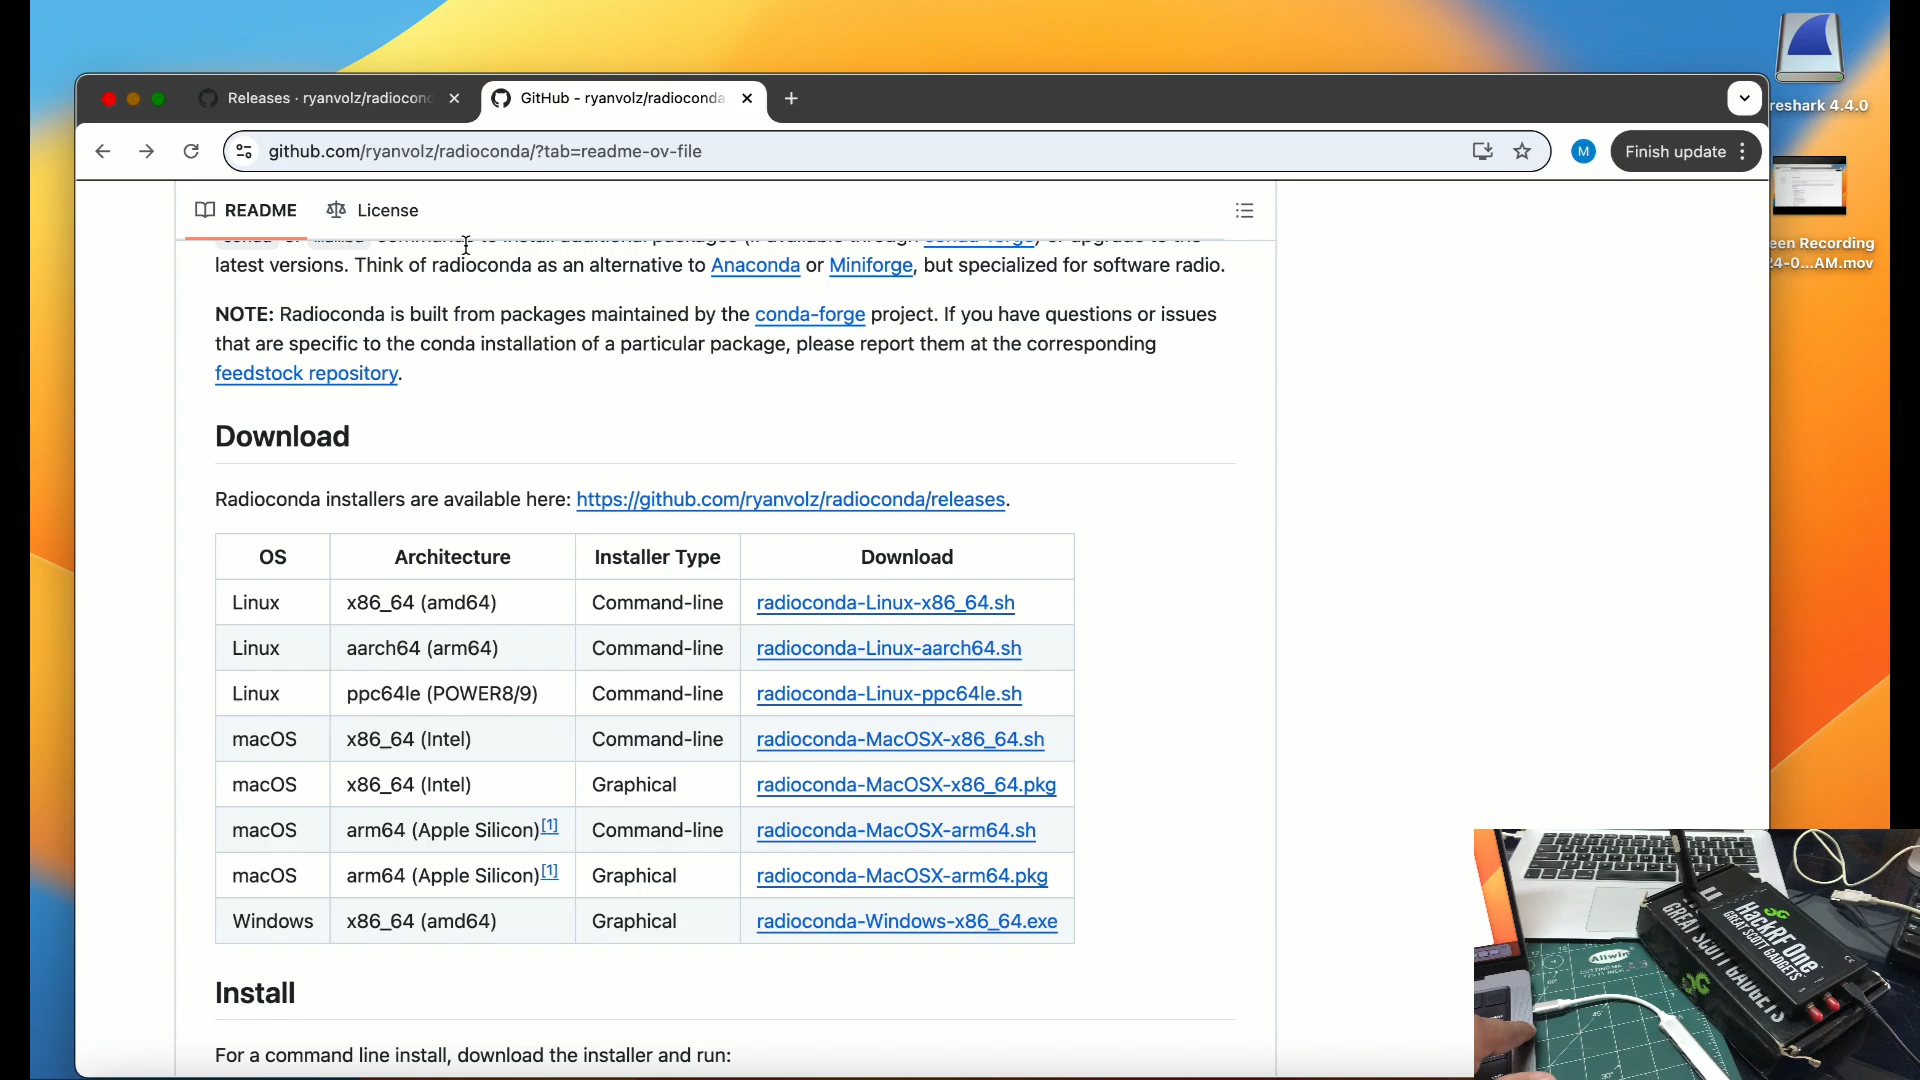 Releases · ryanvolz/radiocond
GitHub - ryanvolz/radioconda
reshark 4.4.0
github.com/ryanvolz/radioconda/?tab=readme-ov-file
M
Finish update
een Recording
24-0...AM.mov
README
License
latest versions. Think of radioconda as an alternative to Anaconda or Miniforge, but specialized for software radio.
NOTE: Radioconda is built from packages maintained by the conda-forge project. If you have questions or issues
that are specific to the conda installation of a particular package, please report them at the corresponding
feedstock repository.
Download
Radioconda installers are available here: https://github.com/ryanvolz/radioconda/releases.
OS Architecture Installer Type Download
Linux x86_64 (amd64) Command-line radioconda-Linux-x86_64.sh
Linux aarch64 (arm64) Command-line radioconda-Linux-aarch64.sh
Linux ppc64le (POWER8/9) Command-line radioconda-Linux-ppc64le.sh
macOS x86_64 (Intel) Command-line radioconda-MacOSX-x86_64.sh
macOS x86_64 (Intel) Graphical radioconda-MacOSX-x86_64.pkg
macOS arm64 (Apple Silicon)[1] Command-line radioconda-MacOSX-arm64.sh
macOS arm64 (Apple Silicon)[1] Graphical radioconda-MacOSX-arm64.pkg
Windows x86_64 (amd64) Graphical radioconda-Windows-x86_64.exe
Install
For a command line install, download the installer and run:
HackRF One
GREAT SCOTT GADGETS
GREAT SCOTT GADGETS
Allwin